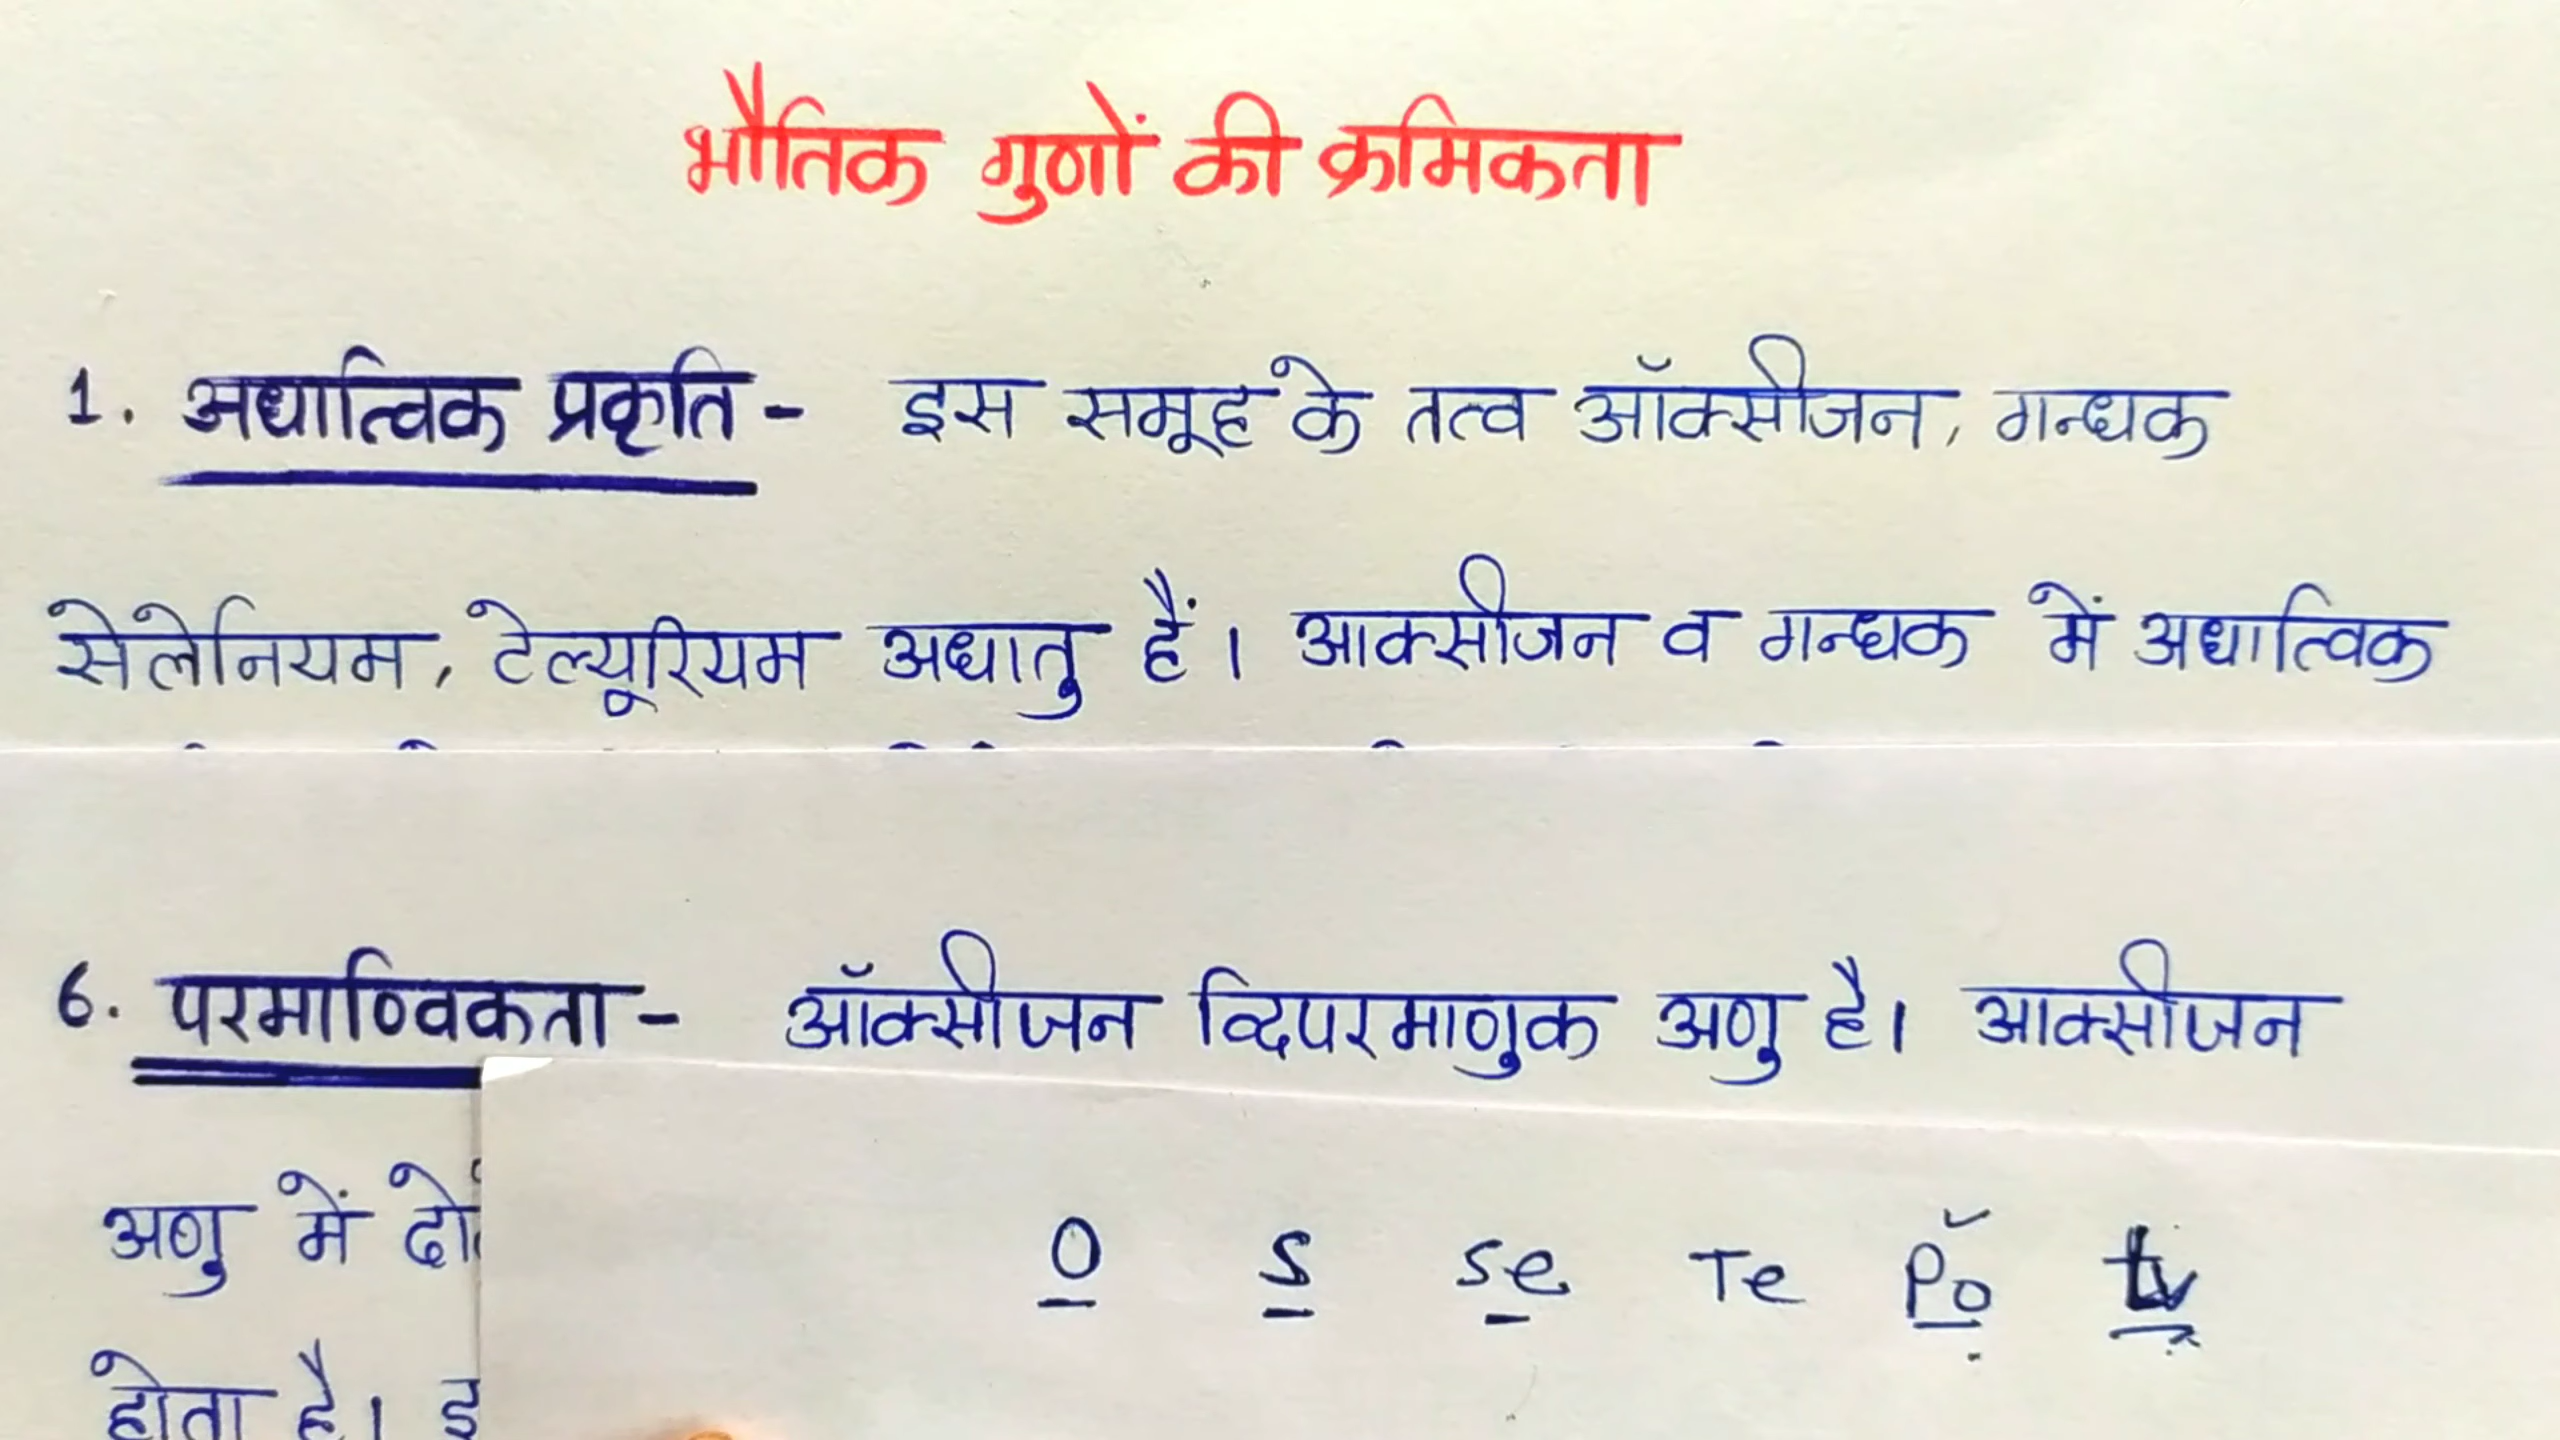 भौतिक गुणों की क्रमिकता
1. अधात्विक प्रकृति - इस समूह के तत्व ऑक्सीजन, गन्धक
सेलेनियम, टेल्यूरियम अधातु हैं। आक्सीजन व गन्धक में अधात्विक
6. परमाण्विकता - ऑक्सीजन द्विपरमाणुक अणु है। आक्सीजन
अणु में दो
O S Se Te Po Lv
होता है। इ